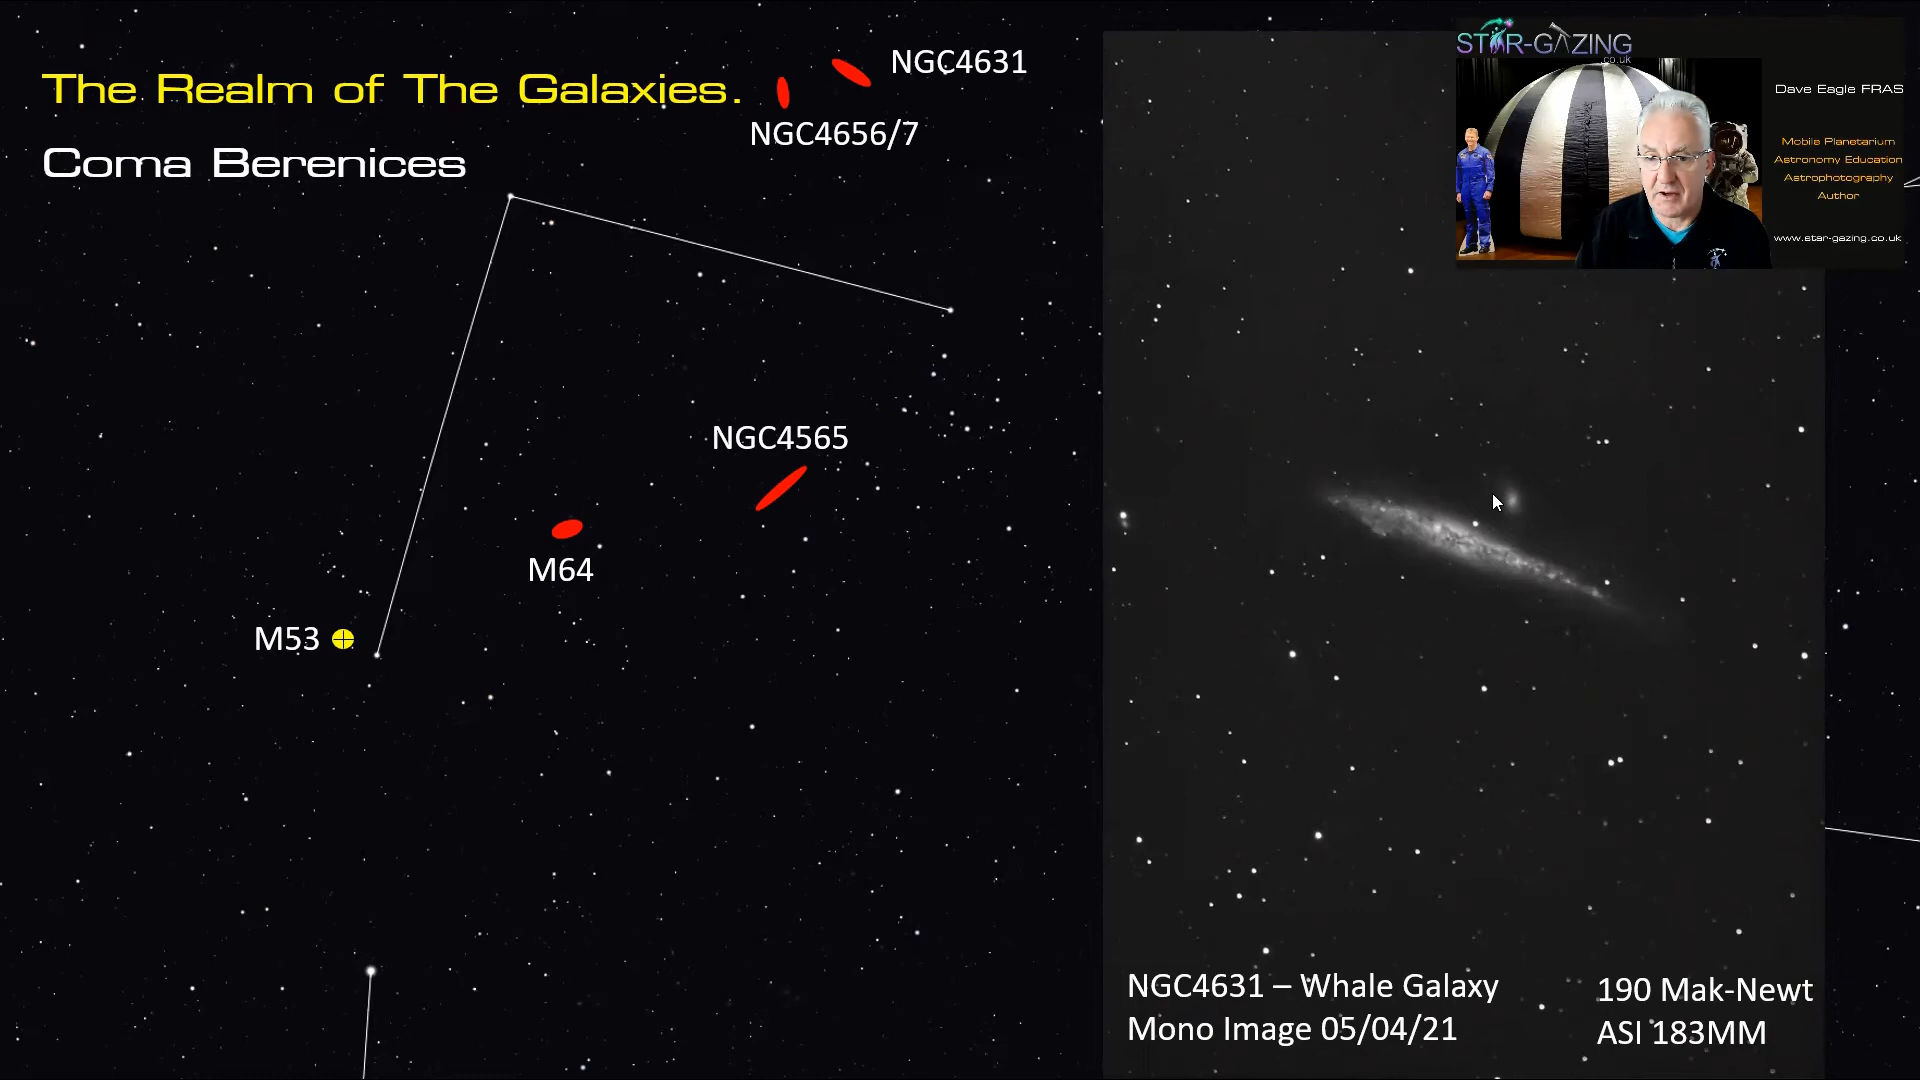 The Realm of The Galaxies.
Coma Berenices
NGC4631
NGC4656/7
NGC4565
M64
M53
STAR-GAZING
.co.uk
Dave Eagle FRAS
Mobile Planetarium
Astronomy Education
Astrophotography
Author
www.star-gazing.co.uk
NGC4631 – Whale Galaxy
Mono Image 05/04/21
190 Mak-Newt
ASI 183MM